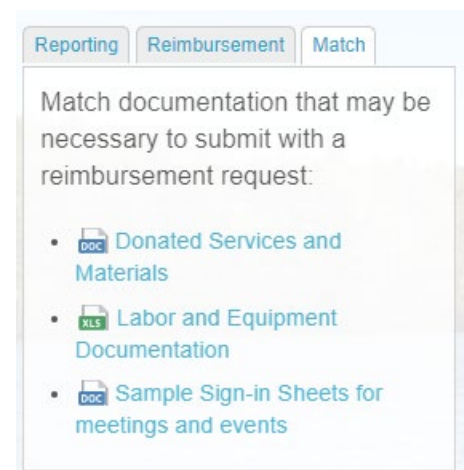 Reporting Reimbursement Match
Match documentation that may be
necessary to submit with a
reimbursement request:
• DOC Donated Services and
Materials
• XLS Labor and Equipment
Documentation
• DOC Sample Sign-in Sheets for
meetings and events